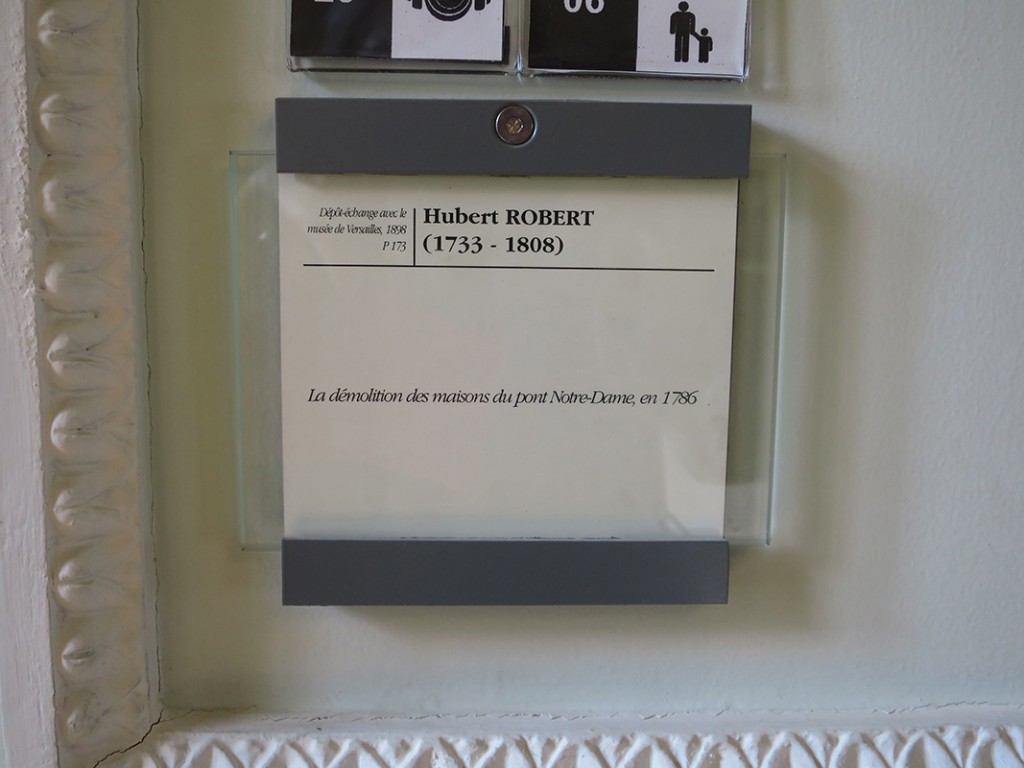 06
Dépôt-échange avec le
musée de Versailles, 1898
P 173
Hubert ROBERT
(1733 - 1808)
La démolition des maisons du pont Notre-Dame, en 1786